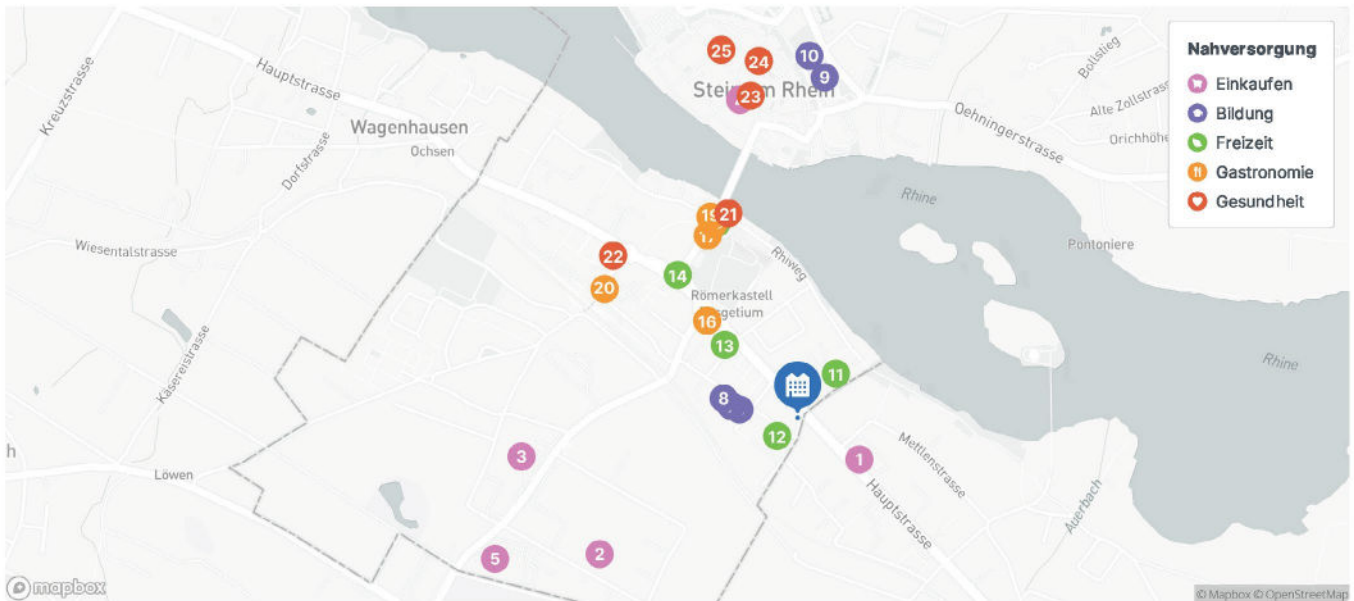 Kreuzstrasse
Hauptstrasse
Wagenhausen
Ochsen
Dorfstrasse
Wiesentalstrasse
Käsereistrasse
Löwen
h
25
24
23
10
9
Oehningerstrasse
Bollstieg
Alte Zollstrasse
Orichhöhe
Rhine
Pontoniere
Rhiweg
19
21
17
22
20
14
Römerkastell
16
13
11
8
12
3
1
5
2
Mettlenstrasse
Hauptstrasse
Auerbach
Rhine
Nahversorgung
Einkaufen
Bildung
Freizeit
Gastronomie
Gesundheit
mapbox
© Mapbox © OpenStreetMap